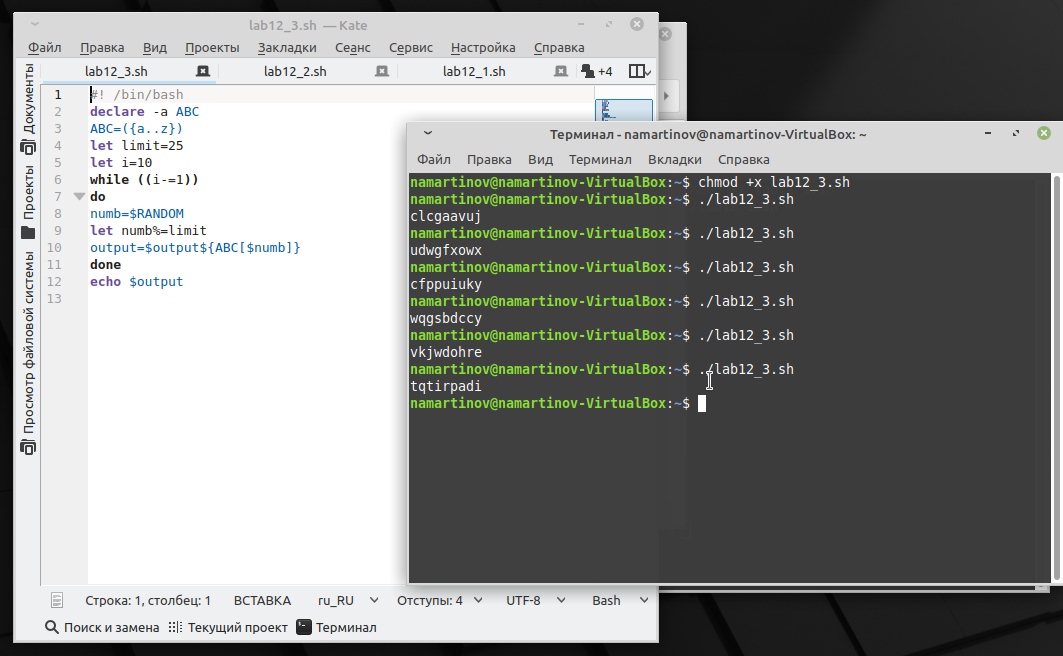 lab12_3.sh — Kate
Файл Правка Вид Проекты Закладки Сеанс Сервис Настройка Справка
lab12_3.sh lab12_2.sh lab12_1.sh +4
Документы
Проекты
Просмотр файловой системы
1 #! /bin/bash
2 declare -a ABC
3 ABC=({a..z})
4 let limit=25
5 let i=10
6 while ((i-=1))
7 do
8 numb=$RANDOM
9 let numb%=limit
10 output=$output${ABC[$numb]}
11 done
12 echo $output
13
Строка: 1, столбец: 1 ВСТАВКА ru_RU Отступы: 4 UTF-8 Bash
Поиск и замена Текущий проект Терминал
Терминал - namartinov@namartinov-VirtualBox: ~
Файл Правка Вид Терминал Вкладки Справка
namartinov@namartinov-VirtualBox:~$ chmod +x lab12_3.sh
namartinov@namartinov-VirtualBox:~$ ./lab12_3.sh
clcgaavuj
namartinov@namartinov-VirtualBox:~$ ./lab12_3.sh
udwgfxowx
namartinov@namartinov-VirtualBox:~$ ./lab12_3.sh
cfppuiuky
namartinov@namartinov-VirtualBox:~$ ./lab12_3.sh
wqgsbdccy
namartinov@namartinov-VirtualBox:~$ ./lab12_3.sh
vkjwdohre
namartinov@namartinov-VirtualBox:~$ ./lab12_3.sh
tqtirpadi
namartinov@namartinov-VirtualBox:~$